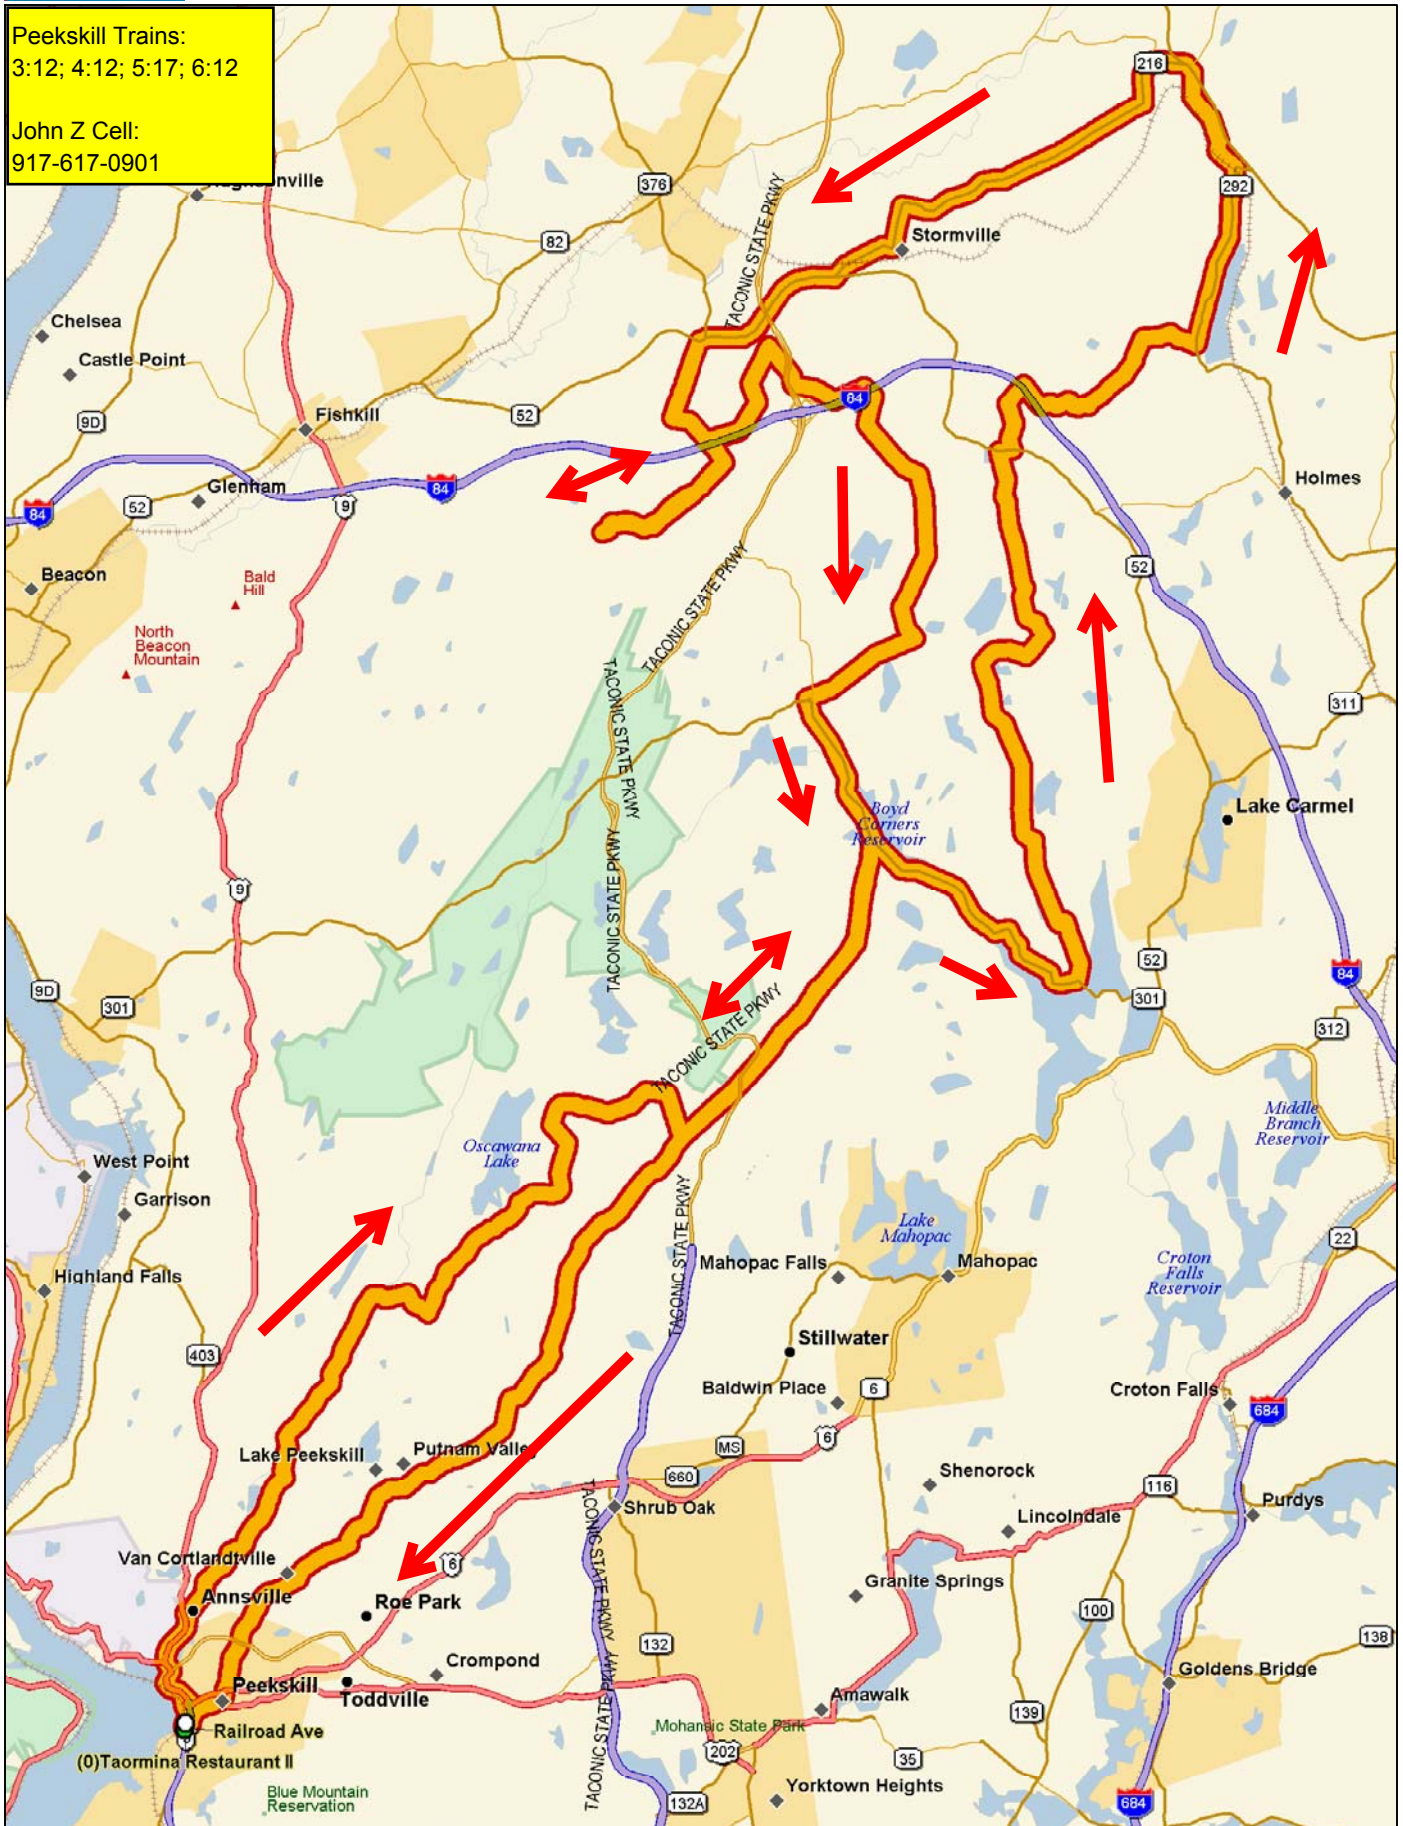 Peekskill Trains:
3:12; 4:12; 5:17; 6:12
John Z Cell:
917-617-0901
216
nville
376
292
82
Stormville
TACONIC STATE PKWY
Chelsea
Castle Point
9D
Fishkill
52
84
84
84
Glenham
52
9
Holmes
Beacon
Bald
Hill
52
North
Beacon
Mountain
TACONIC STATE PKWY
TACONIC STATE PKWY
311
Boyd
Corners
Reservoir
Lake Carmel
TACONIC STATE PKWY
9
9D
301
52
301
84
312
TACONIC STATE PKWY
Oscawana
Lake
Middle
Branch
Reservoir
West Point
Garrison
Lake
Mahopac
22
TACONIC STATE PKWY
Mahopac Falls
Mahopac
Croton
Falls
Reservoir
Highland Falls
403
Stillwater
Baldwin Place
6
Croton Falls
684
6
MS
Lake Peekskill
Putnam Valle
660
Shenorock
116
Purdys
Shrub Oak
Lincolndale
TACONIC STATE PKWY
Van Cortlandtville
6
Granite Springs
Annsville
Roe Park
100
138
132
Crompond
Goldens Bridge
Peekskill
Toddville
Amawalk
139
Railroad Ave
Mohansic State Park
TACONIC STATE PKWY
202
35
(0)Taormina Restaurant II
Blue Mountain
Reservation
Yorktown Heights
132A
684